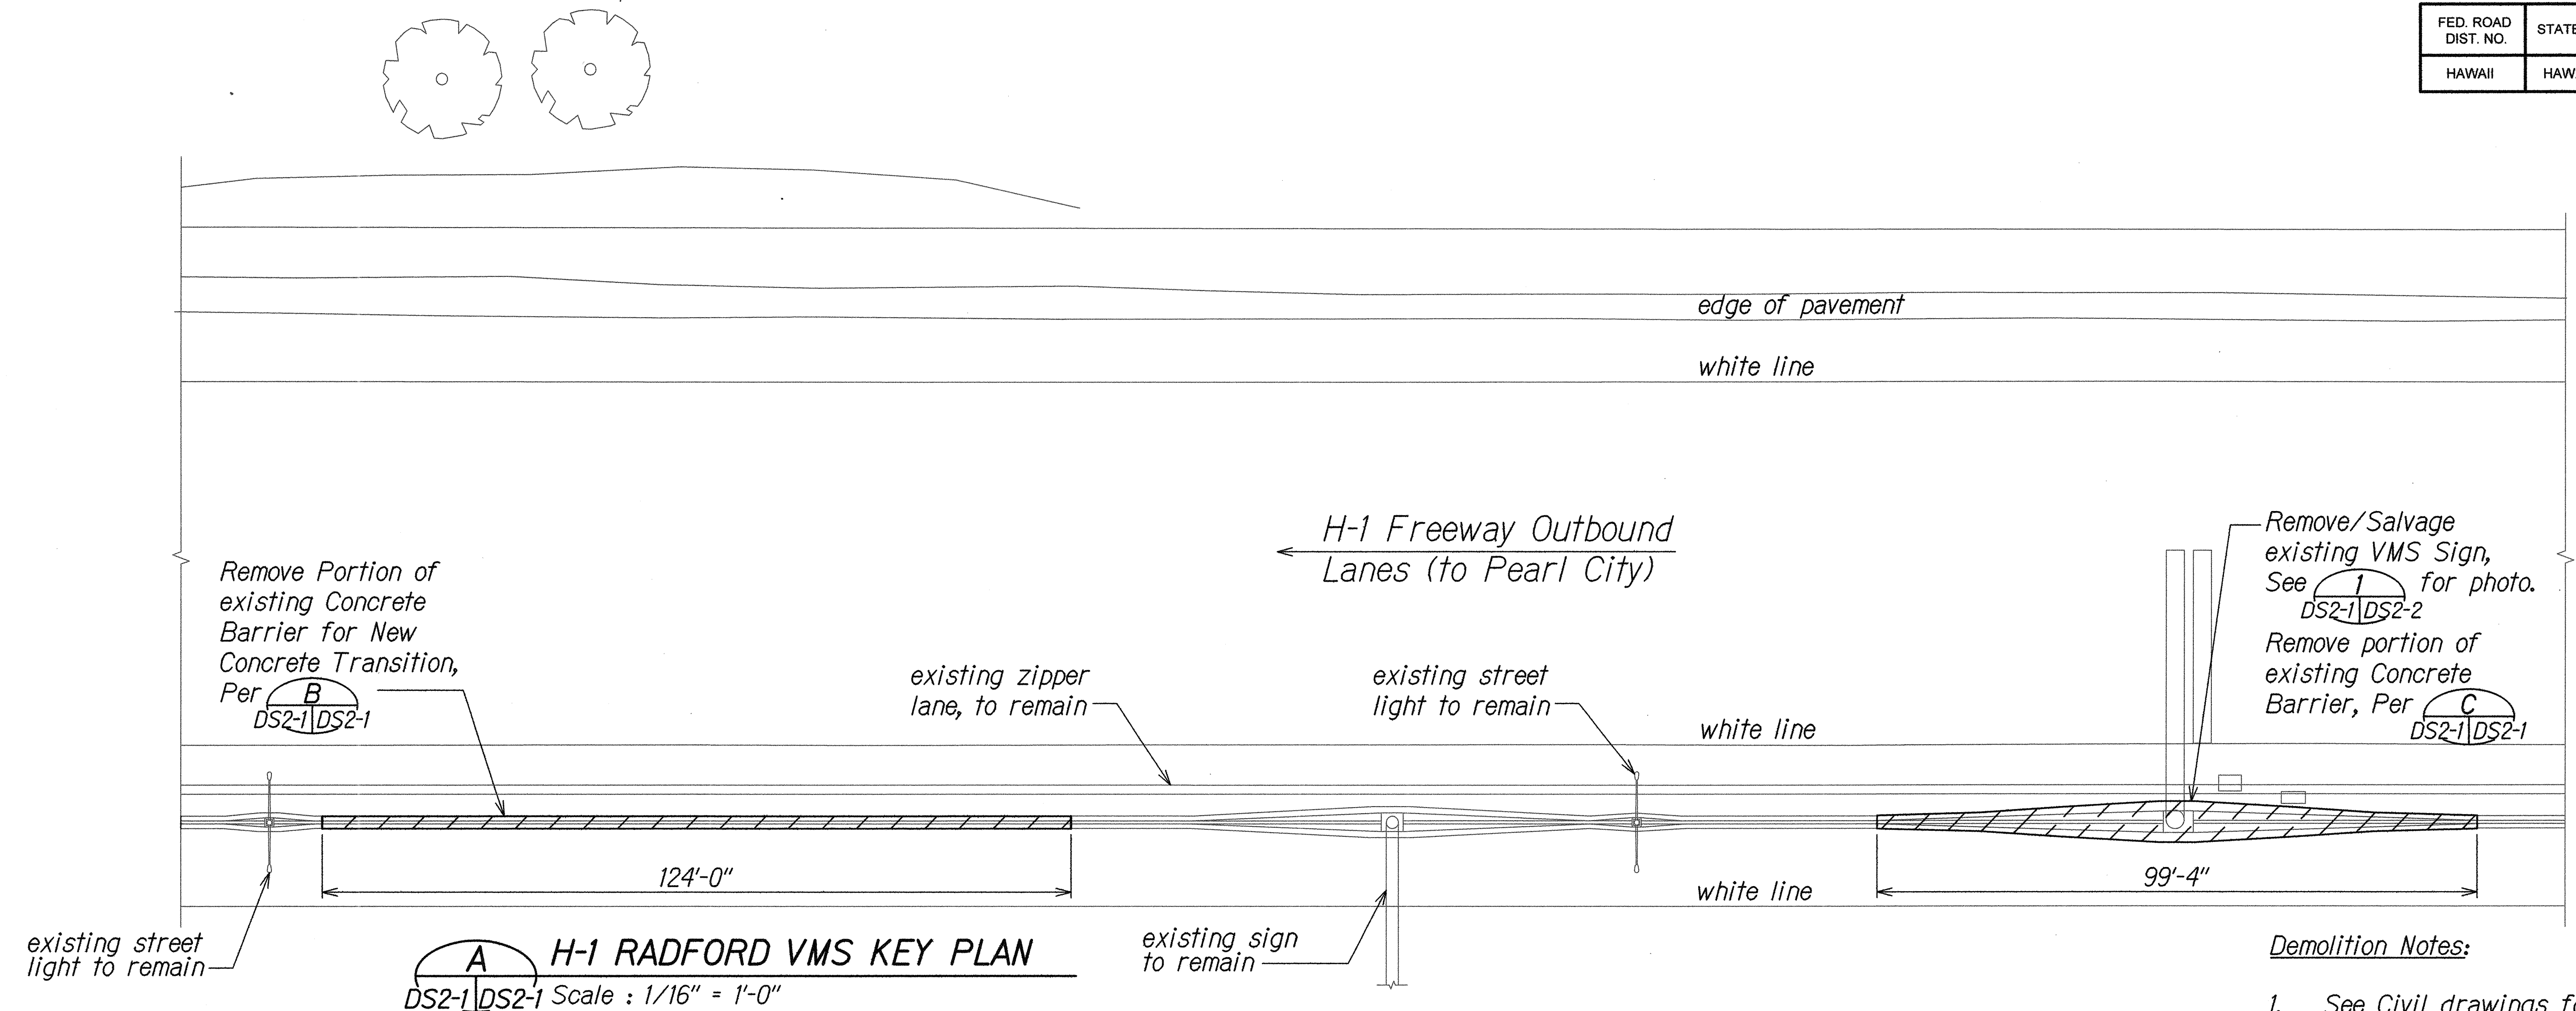 FED. ROAD
DIST. NO.
HAWAII
edge of pavement
white line
H-1 Freeway Outbound
Lanes (to Pearl City)
Remove/Salvage
existing VMS Sign,
See 1 for photo.
DS2-1 DS2-2
Remove portion of
existing Concrete
Barrier, Per C
DS2-1 DS2-1
Remove Portion of
existing Concrete
Barrier for New
Concrete Transition,
Per B
DS2-1 DS2-1
existing zipper
lane, to remain
existing street
light to remain
white line
124'-0"
99'-4"
white line
existing street
light to remain
A H-1 RADFORD VMS KEY PLAN
DS2-1 DS2-1 Scale : 1/16" = 1'-0"
existing sign
to remain
Demolition Notes:
1. See Civil drawings